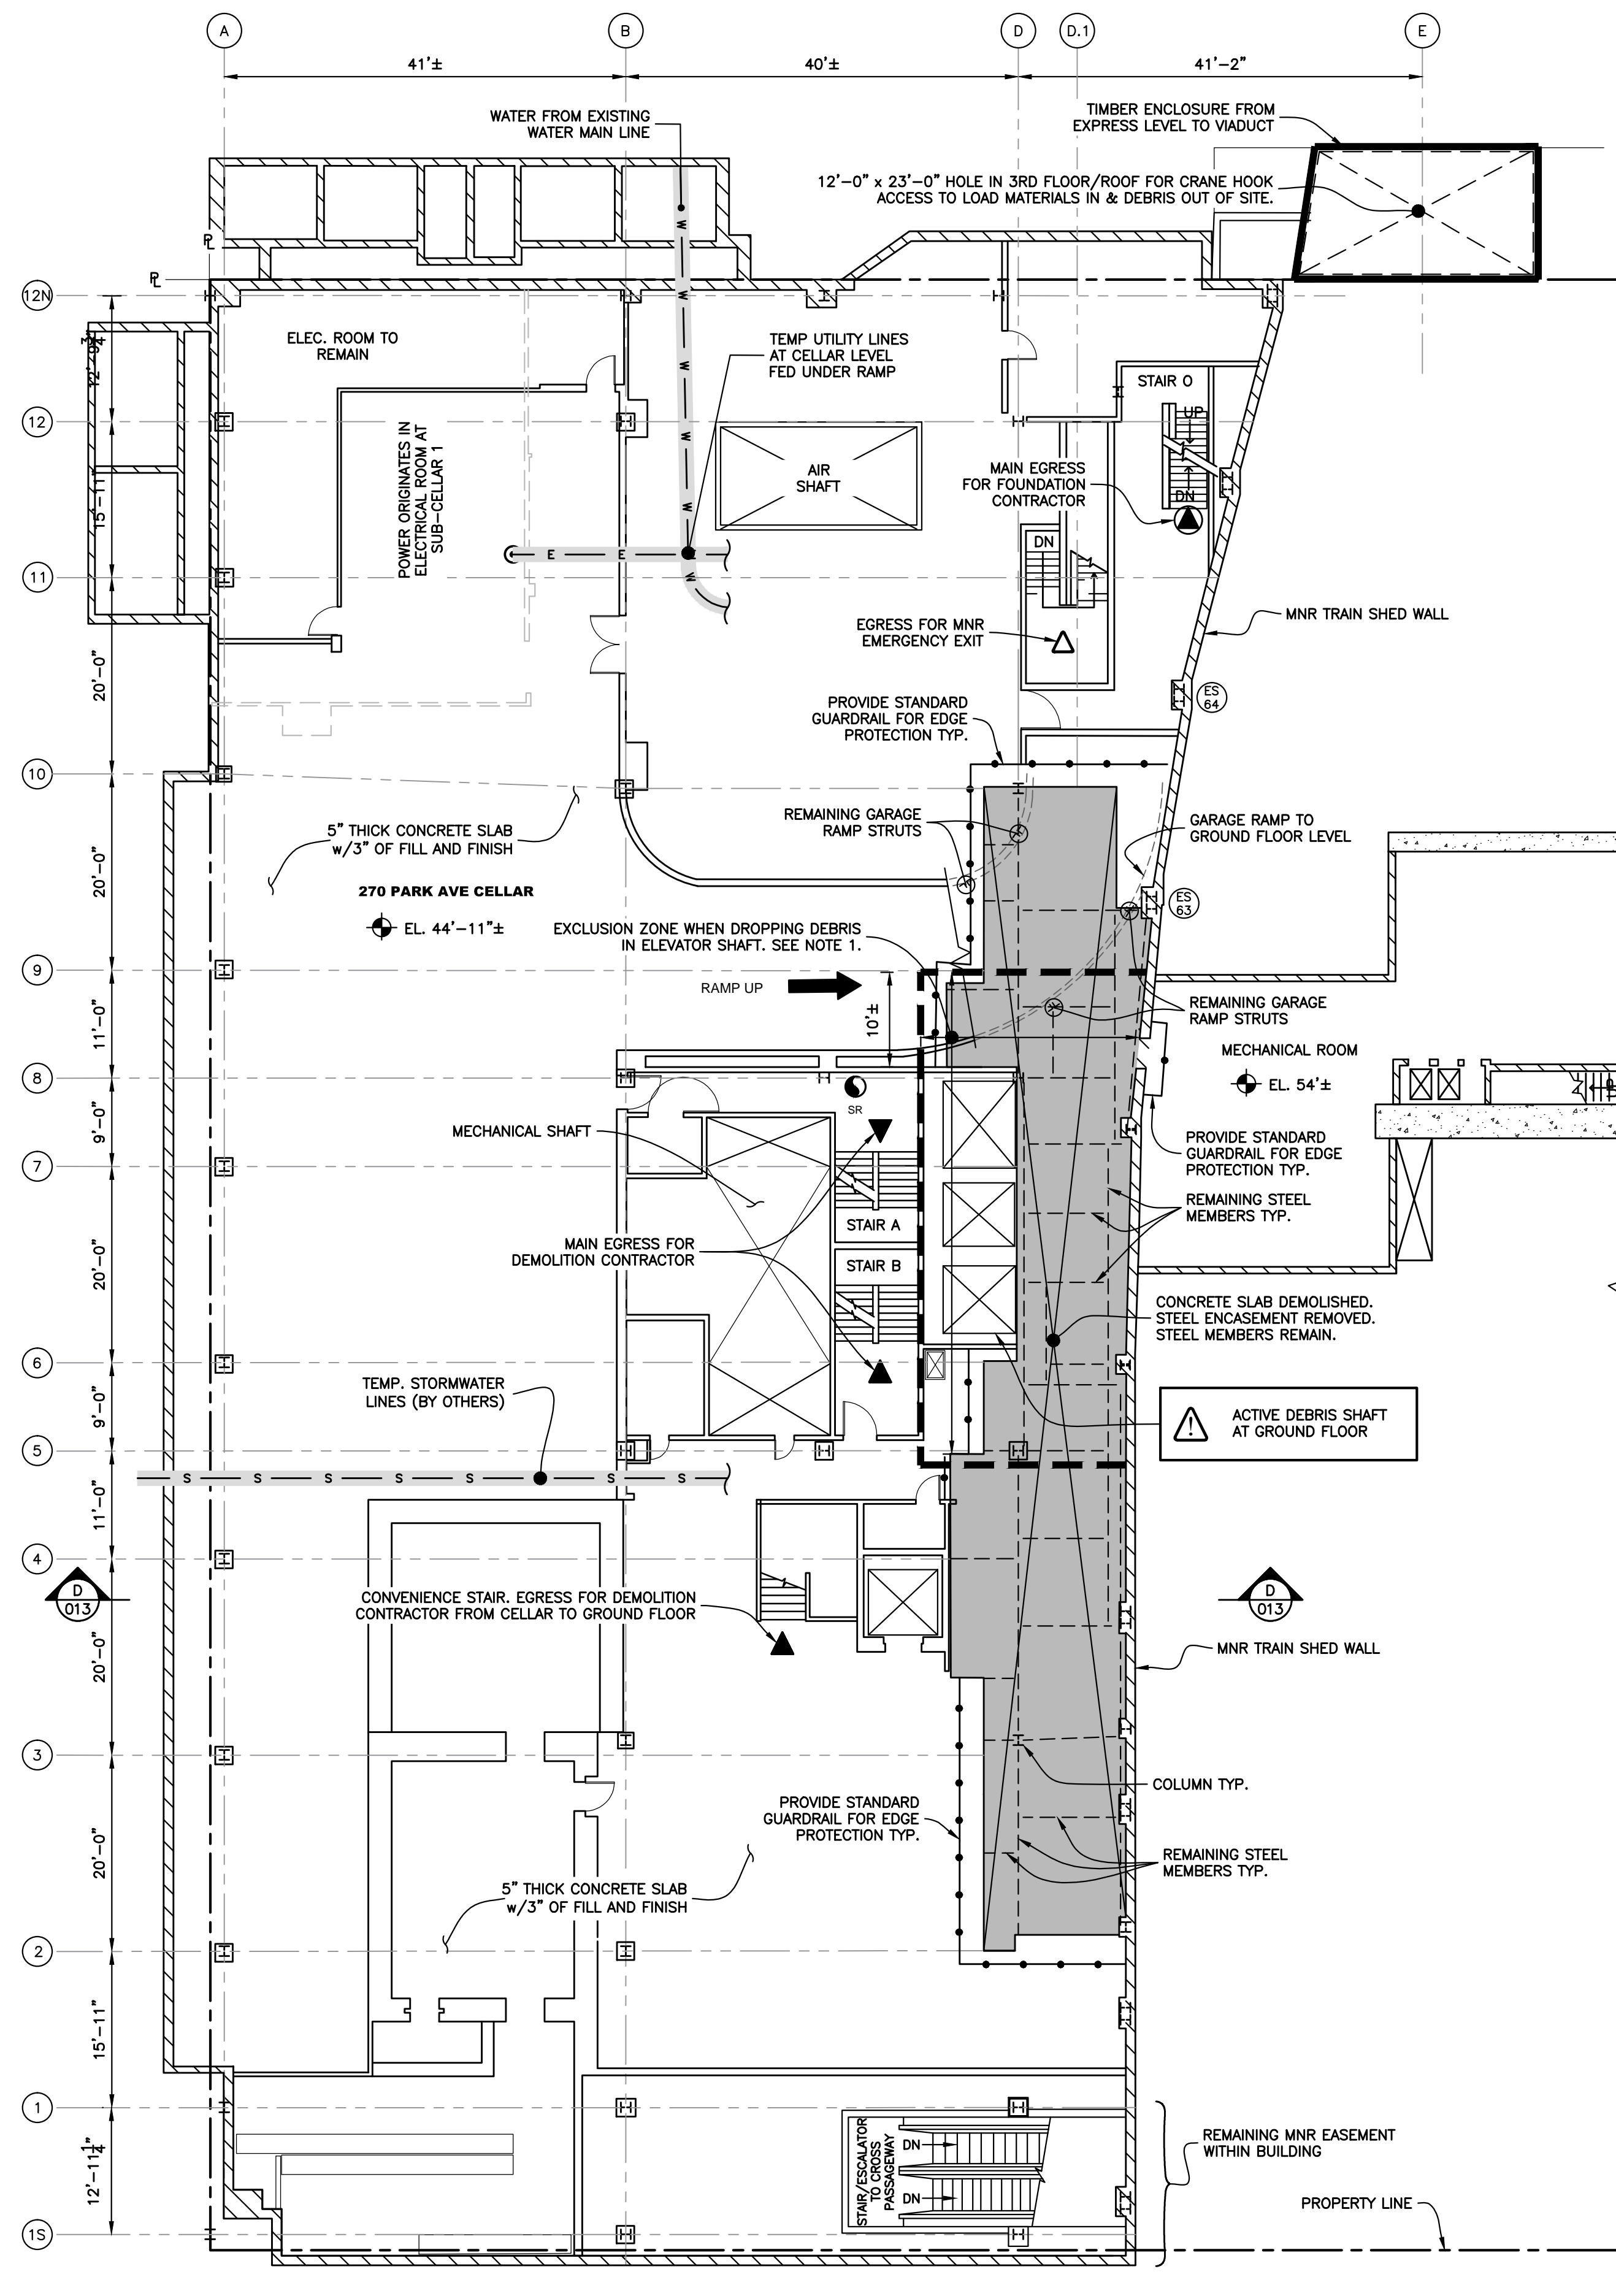 A
B
D
D.1
E
41'±
40'±
41'-2"
WATER FROM EXISTING
WATER MAIN LINE
TIMBER ENCLOSURE FROM
EXPRESS LEVEL TO VIADUCT
12'-0" x 23'-0" HOLE IN 3RD FLOOR/ROOF FOR CRANE HOOK
ACCESS TO LOAD MATERIALS IN & DEBRIS OUT OF SITE.
W
PL
PL
12N
W
ELEC. ROOM TO
REMAIN
TEMP UTILITY LINES
AT CELLAR LEVEL
FED UNDER RAMP
W
STAIR O
UP
12
W
POWER ORIGINATES IN
ELECTRICAL ROOM AT
SUB-CELLAR 1
AIR
SHAFT
MAIN EGRESS
FOR FOUNDATION
CONTRACTOR
DN
15'-11"
W
DN
E
E
11
W
MNR TRAIN SHED WALL
EGRESS FOR MNR
EMERGENCY EXIT
20'-0"
ES
64
PROVIDE STANDARD
GUARDRAIL FOR EDGE
PROTECTION TYP.
10
REMAINING GARAGE
RAMP STRUTS
GARAGE RAMP TO
GROUND FLOOR LEVEL
5" THICK CONCRETE SLAB
w/3" OF FILL AND FINISH
20'-0"
270 PARK AVE CELLAR
ES
63
EL. 44'-11"±
EXCLUSION ZONE WHEN DROPPING DEBRIS
IN ELEVATOR SHAFT. SEE NOTE 1.
9
RAMP UP
REMAINING GARAGE
RAMP STRUTS
10'±
11'-0"
MECHANICAL ROOM
8
EL. 54'±
SR
9'-0"
MECHANICAL SHAFT
PROVIDE STANDARD
GUARDRAIL FOR EDGE
PROTECTION TYP.
7
REMAINING STEEL
MEMBERS TYP.
STAIR A
20'-0"
MAIN EGRESS FOR
DEMOLITION CONTRACTOR
STAIR B
CONCRETE SLAB DEMOLISHED.
STEEL ENCASEMENT REMOVED.
STEEL MEMBERS REMAIN.
6
TEMP. STORMWATER
LINES (BY OTHERS)
9'-0"
ACTIVE DEBRIS SHAFT
AT GROUND FLOOR
5
S
S
S
S
S
S
S
11'-0"
4
D
013
CONVENIENCE STAIR. EGRESS FOR DEMOLITION
CONTRACTOR FROM CELLAR TO GROUND FLOOR
D
013
20'-0"
MNR TRAIN SHED WALL
3
COLUMN TYP.
PROVIDE STANDARD
GUARDRAIL FOR EDGE
PROTECTION TYP.
20'-0"
REMAINING STEEL
MEMBERS TYP.
5" THICK CONCRETE SLAB
w/3" OF FILL AND FINISH
2
15'-11"
1
STAIR/ESCALATOR
TO CROSS
PASSAGEWAY
DN
DN
REMAINING MNR EASEMENT
WITHIN BUILDING
PROPERTY LINE
1S